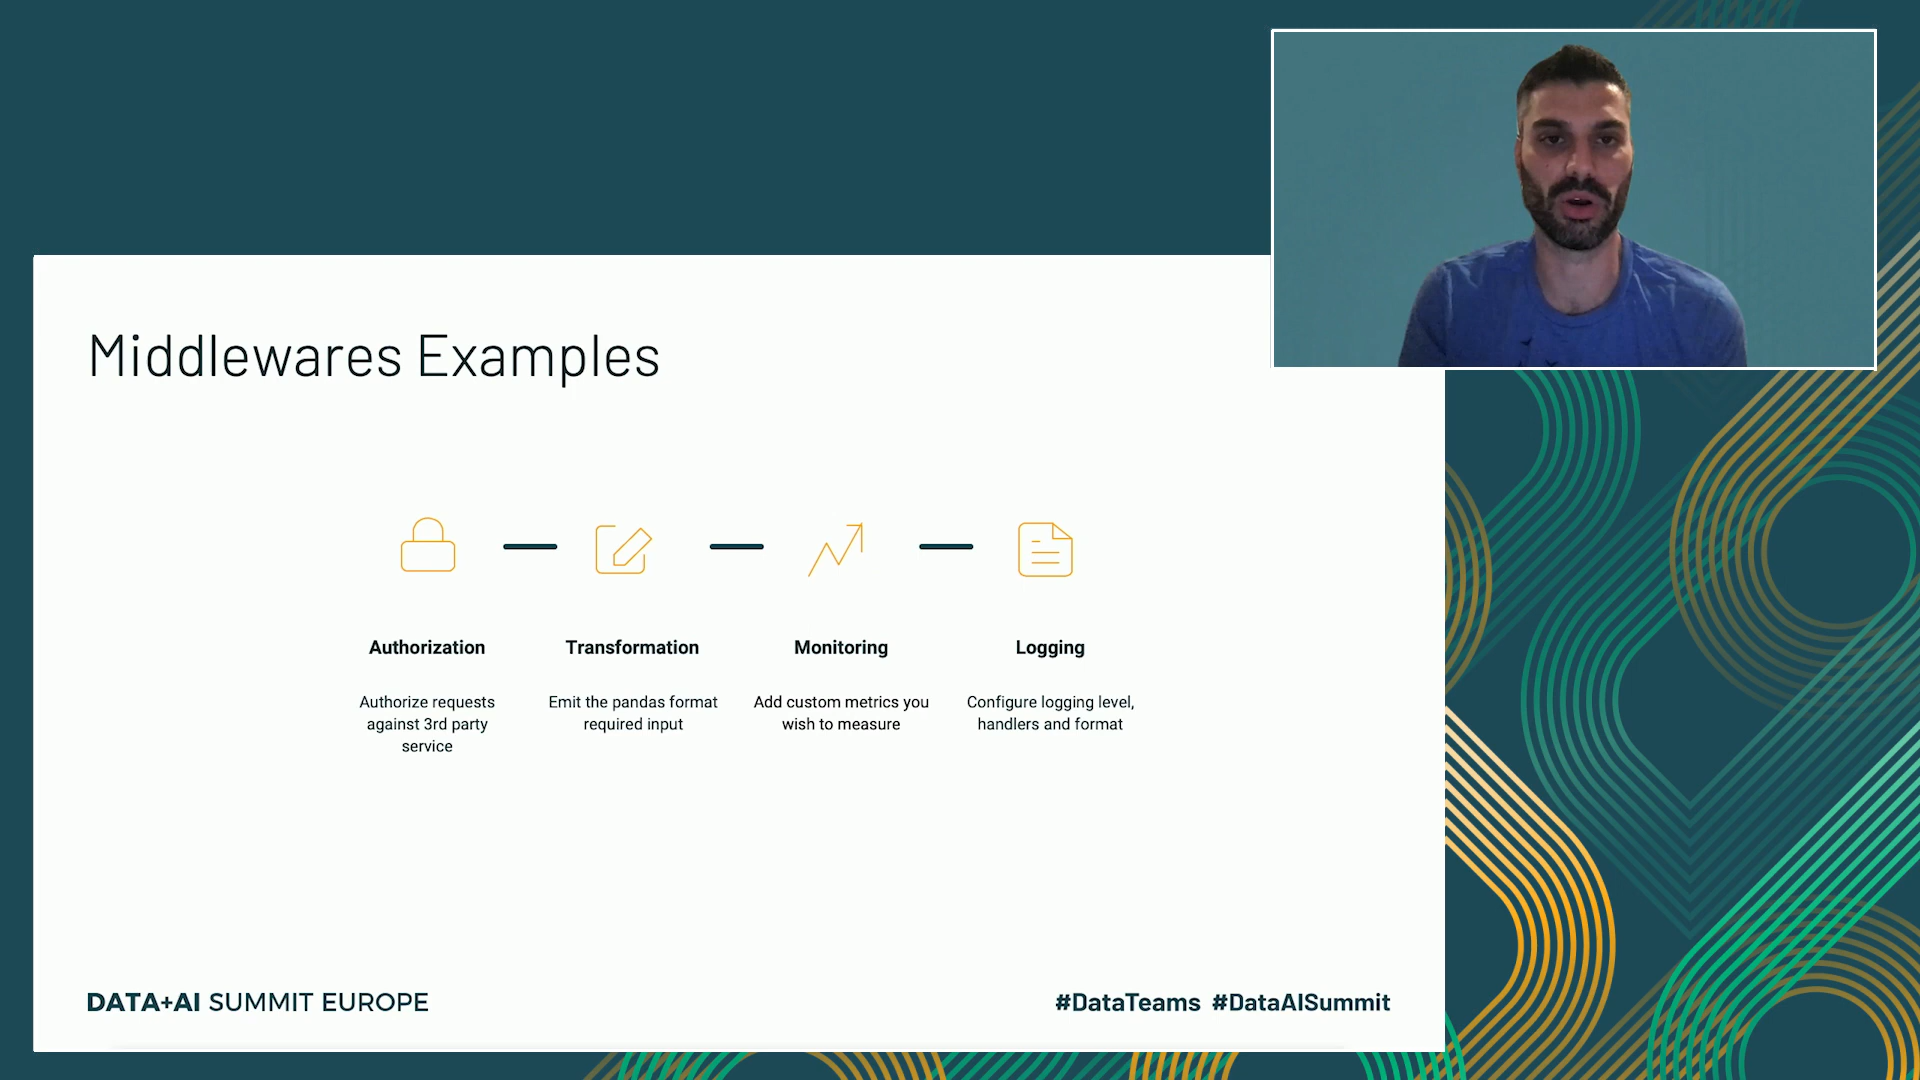 Middlewares Examples
Authorization
Authorize requests
against 3rd party
service
Transformation
Emit the pandas format
required input
Monitoring
Add custom metrics you
wish to measure
Logging
Configure logging level,
handlers and format
DATA+AI SUMMIT EUROPE
#DataTeams #DataAISummit